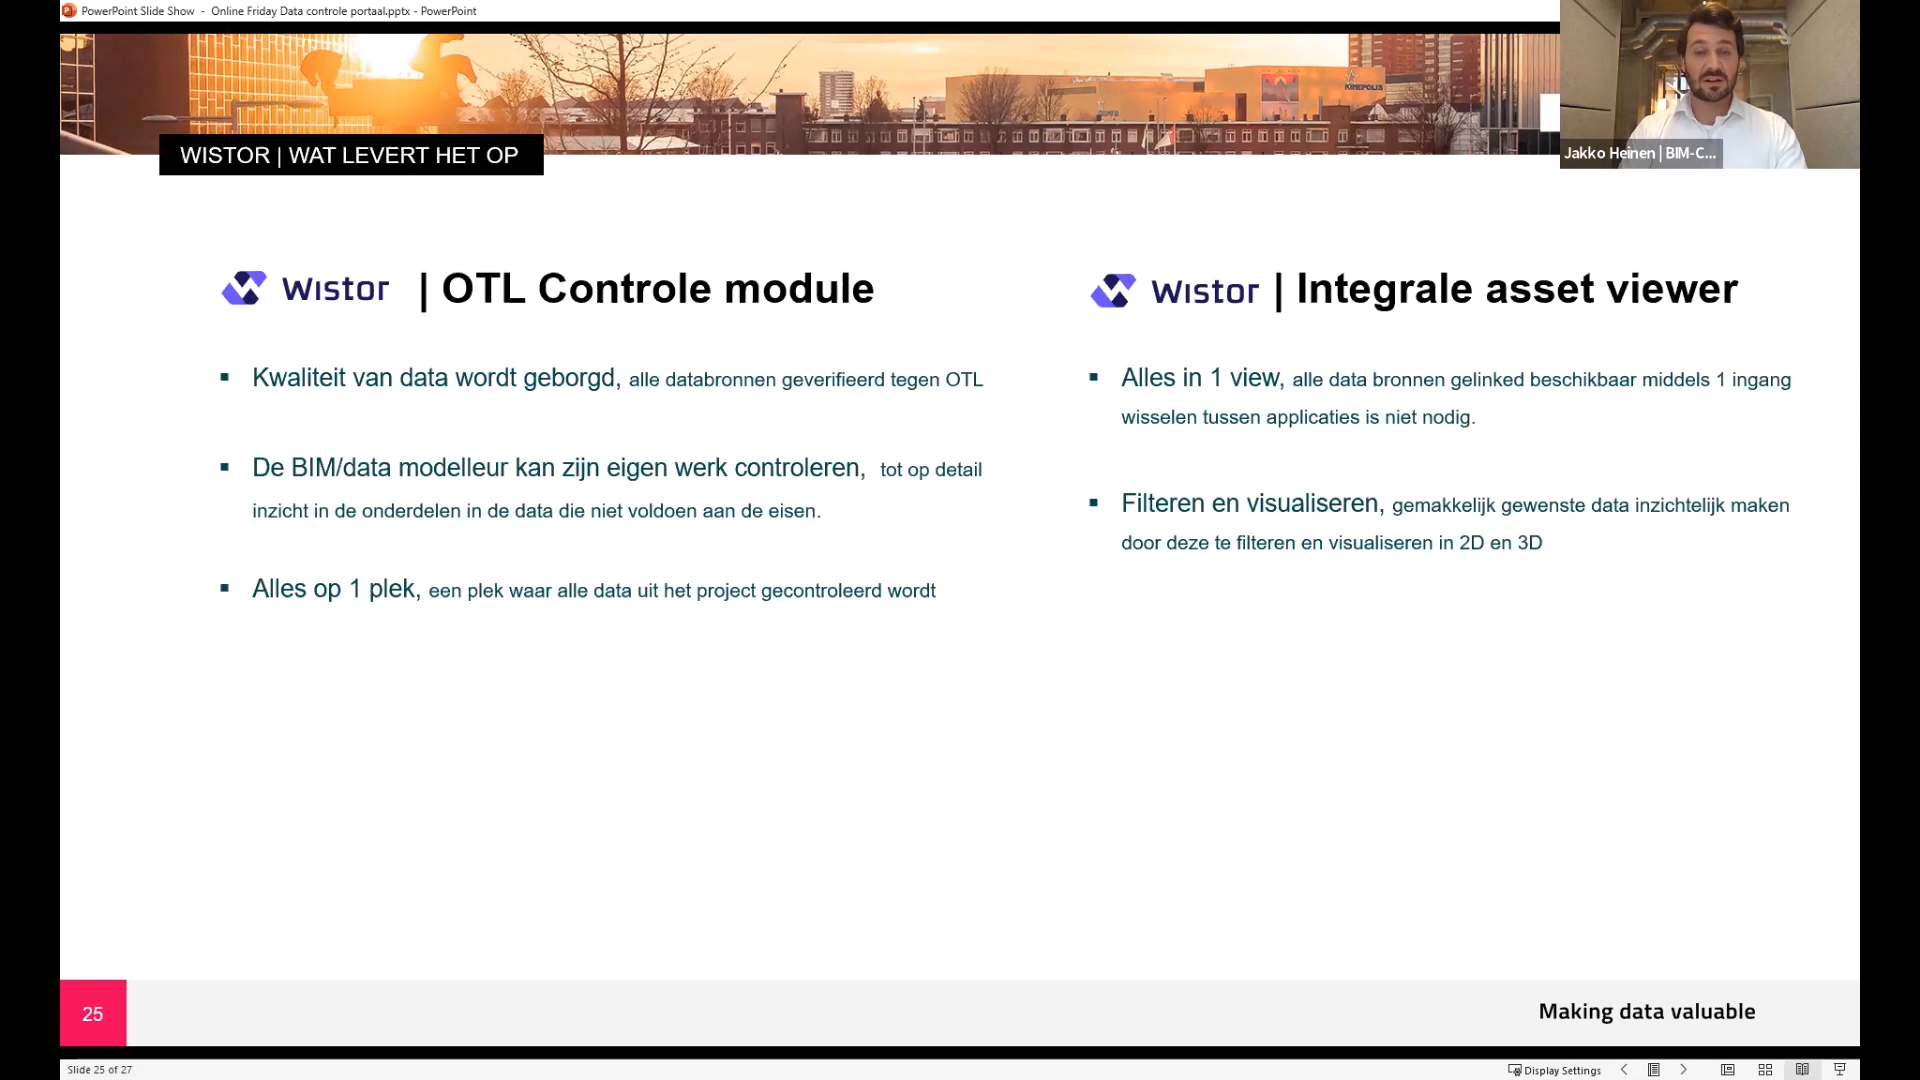 PowerPoint Slide Show - Online Friday Data controle portaal.pptx - PowerPoint
KINEPOLIS
Jakko Heinen | BIM-C...
WISTOR | WAT LEVERT HET OP
Wistor | OTL Controle module
▪ Kwaliteit van data wordt geborgd, alle databronnen geverifieerd tegen OTL
▪ De BIM/data modelleur kan zijn eigen werk controleren, tot op detail
inzicht in de onderdelen in de data die niet voldoen aan de eisen.
▪ Alles op 1 plek, een plek waar alle data uit het project gecontroleerd wordt
Wistor | Integrale asset viewer
▪ Alles in 1 view, alle data bronnen gelinked beschikbaar middels 1 ingang
wisselen tussen applicaties is niet nodig.
▪ Filteren en visualiseren, gemakkelijk gewenste data inzichtelijk maken
door deze te filteren en visualiseren in 2D en 3D
25
Making data valuable
Slide 25 of 27
Display Settings